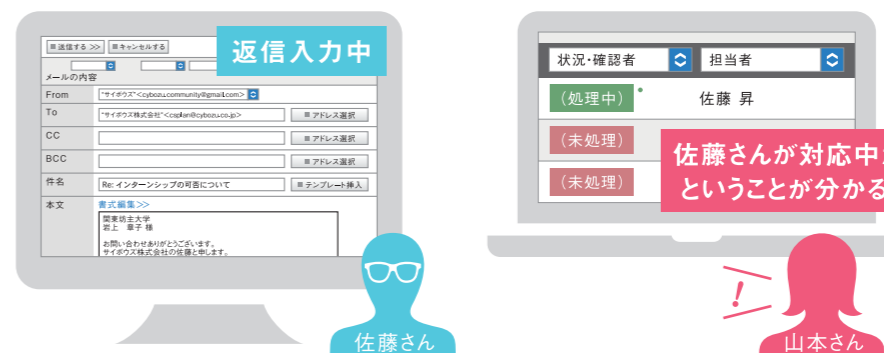 送信する >>
キャンセルする
返信入力中
メールの内容
From
"サイボウズ"<cybozu.community@gmail.com>
To
"サイボウズ株式会社"<csplan@cybozu.co.jp>
アドレス選択
CC
アドレス選択
BCC
アドレス選択
件名
Re: インターンシップの可否について
テンプレート挿入
本文
書式編集>>
関東坊主大学
岩上 章子 様
お問い合わせありがとうございます。
サイボウズ株式会社の佐藤と申します。
佐藤さん
状況・確認者
担当者
(処理中)
佐藤 昇
(未処理)
(未処理)
佐藤さんが対応中
ということが分かる
!
山本さん